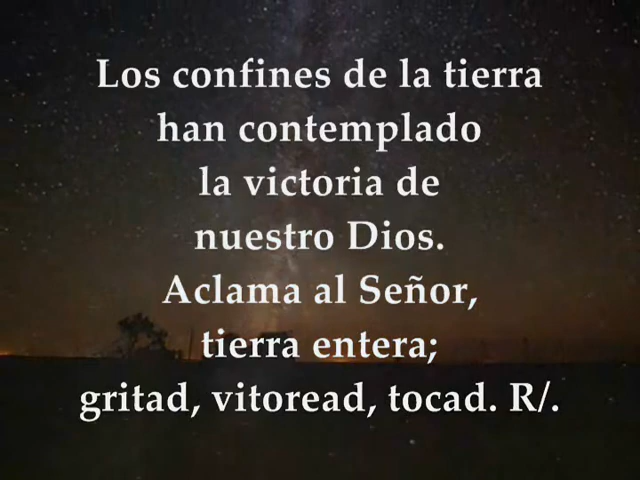 Los confines de la tierra
han contemplado
la victoria de
nuestro Dios.
Aclama al Señor,
tierra entera;
gritad, vitoread, tocad. R/.